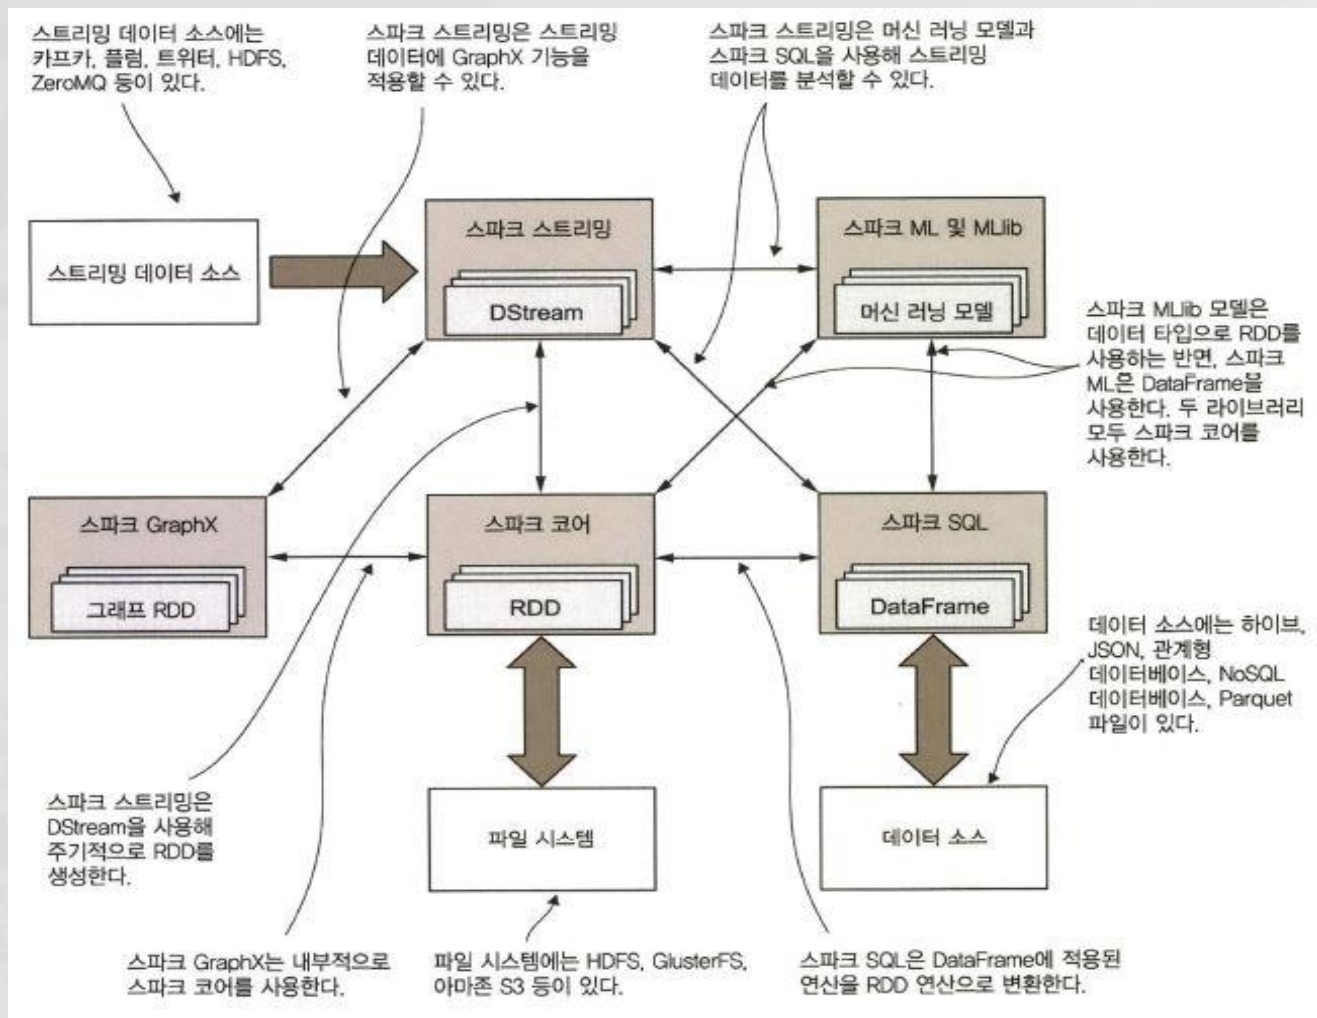 스트리밍 데이터 소스에는
카프카, 플럼, 트위터, HDFS,
ZeroMQ 등이 있다.
스파크 스트리밍은 스트리밍
데이터에 GraphX 기능을
적용할 수 있다.
스파크 스트리밍은 머신 러닝 모델과
스파크 SQL을 사용해 스트리밍
데이터를 분석할 수 있다.
스트리밍 데이터 소스
스파크 스트리밍
DStream
스파크 ML 및 MLlib
머신 러닝 모델
스파크 MLlib 모델은
데이터 타입으로 RDD를
사용하는 반면, 스파크
ML은 DataFrame을
사용한다. 두 라이브러리
모두 스파크 코어를
사용한다.
스파크 GraphX
그래프 RDD
스파크 코어
RDD
스파크 SQL
DataFrame
데이터 소스에는 하이브,
JSON, 관계형
데이터베이스, NoSQL
데이터베이스, Parquet
파일이 있다.
스파크 스트리밍은
DStream을 사용해
주기적으로 RDD를
생성한다.
파일 시스템
데이터 소스
스파크 GraphX는 내부적으로
스파크 코어를 사용한다.
파일 시스템에는 HDFS, GlusterFS,
아마존 S3 등이 있다.
스파크 SQL은 DataFrame에 적용된
연산을 RDD 연산으로 변환한다.